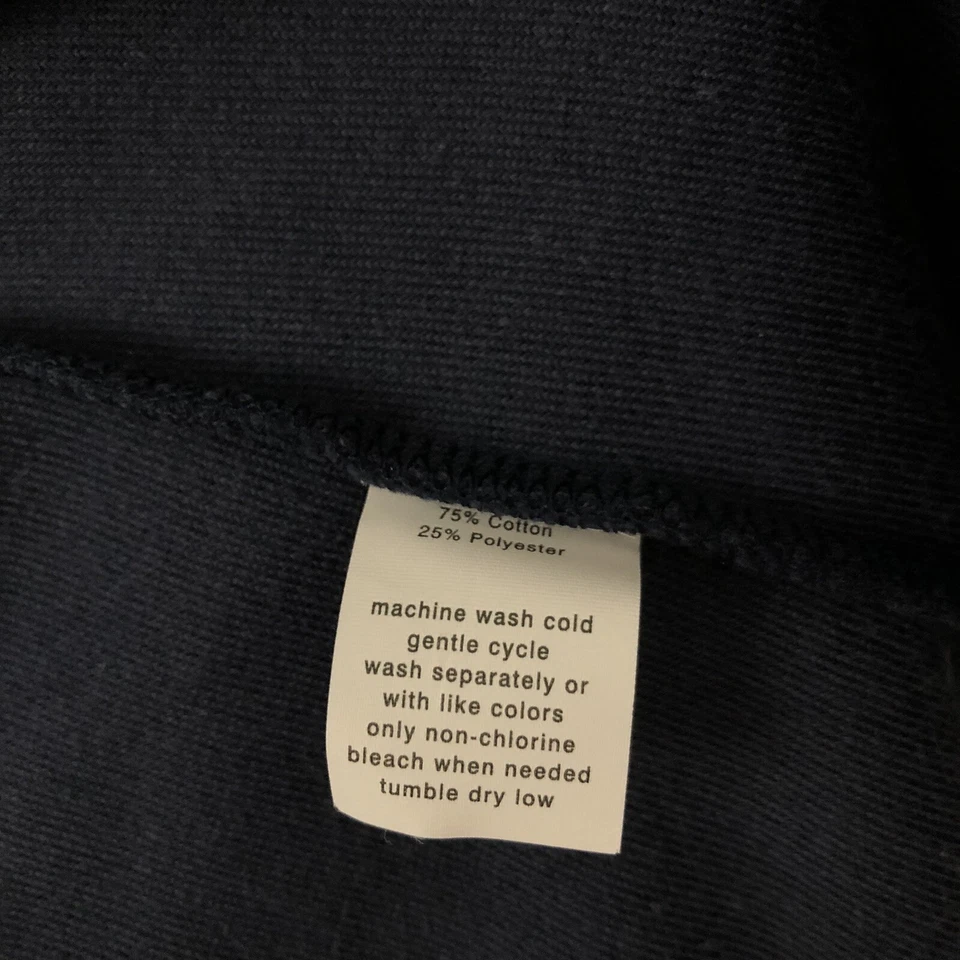 75% Cotton
25% Polyester
machine wash cold
gentle cycle
wash separately or
with like colors
only non-chlorine
bleach when needed
tumble dry low